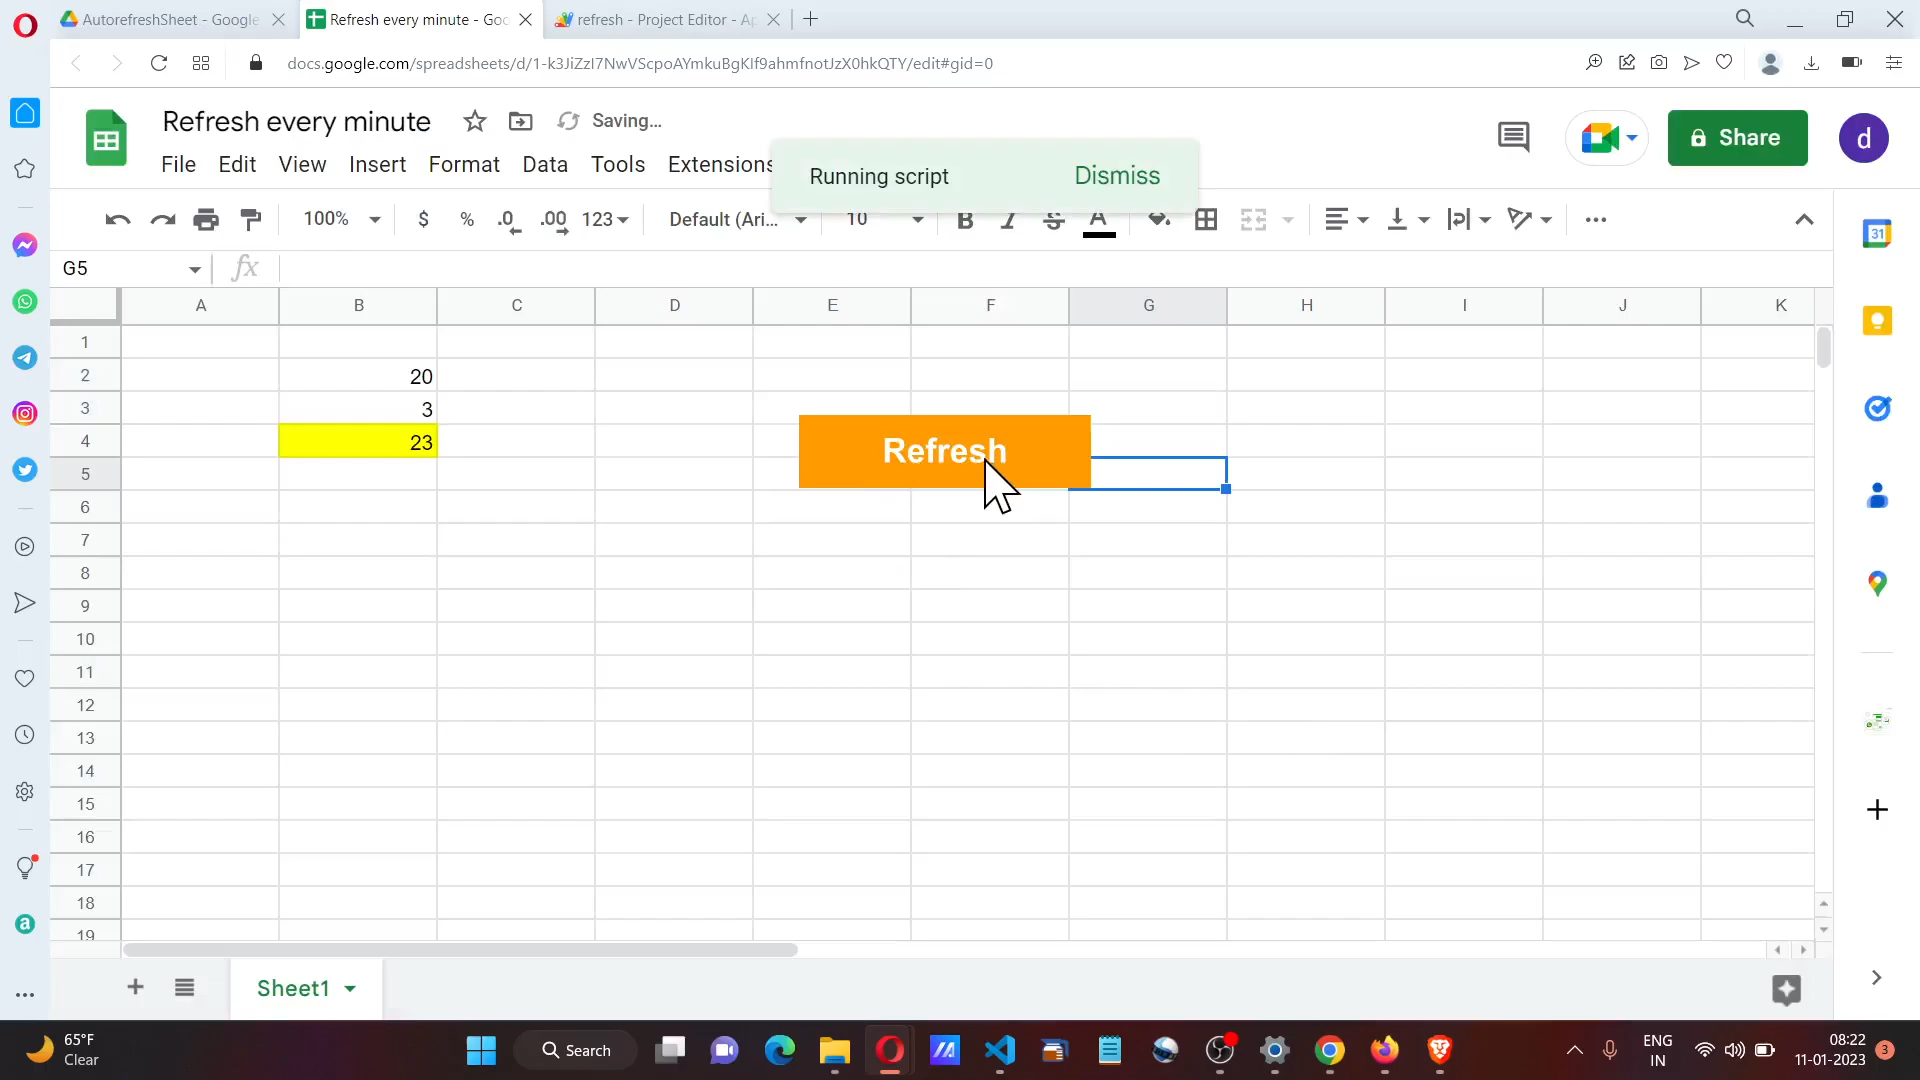 AutorefreshSheet - Google
Refresh every minute - Goo
refresh - Project Editor - Ap
docs.google.com/spreadsheets/d/1-k3JiZzI7NwVScpoAYmkuBgKIf9ahmfnotJzX0hkQTY/edit#gid=0
Refresh every minute
Saving...
File Edit View Insert Format Data Tools Extensions
Running script
Dismiss
Share
d
100%
$
%
.0
.00
123
Default (Ari...
10
B
I
S
A
31
G5
fx
A B C D E F G H I J K
1
2 20
3 3
4 23
Refresh
5
6
7
8
9
10
11
12
13
14
15
16
17
18
19
a
Sheet1
65°F
Clear
Search
ENG
IN
08:22
11-01-2023
3